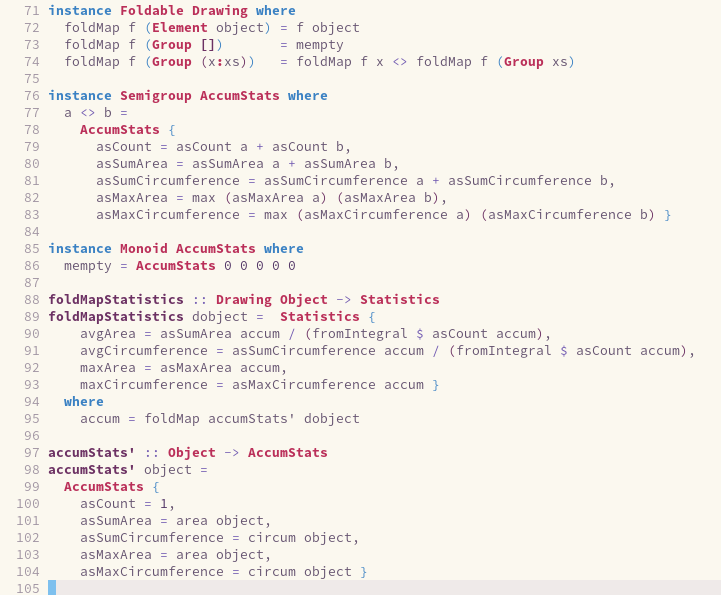 71 instance Foldable Drawing where
72   foldMap f (Element object) = f object
73   foldMap f (Group [])       = mempty
74   foldMap f (Group (x:xs))   = foldMap f x <> foldMap f (Group xs)
75
76 instance Semigroup AccumStats where
77   a <> b =
78     AccumStats {
79       asCount = asCount a + asCount b,
80       asSumArea = asSumArea a + asSumArea b,
81       asSumCircumference = asSumCircumference a + asSumCircumference b,
82       asMaxArea = max (asMaxArea a) (asMaxArea b),
83       asMaxCircumference = max (asMaxCircumference a) (asMaxCircumference b) }
84
85 instance Monoid AccumStats where
86   mempty = AccumStats 0 0 0 0 0
87
88 foldMapStatistics :: Drawing Object -> Statistics
89 foldMapStatistics dobject =  Statistics {
90     avgArea = asSumArea accum / (fromIntegral $ asCount accum),
91     avgCircumference = asSumCircumference accum / (fromIntegral $ asCount accum),
92     maxArea = asMaxArea accum,
93     maxCircumference = asMaxCircumference accum }
94   where
95     accum = foldMap accumStats' dobject
96
97 accumStats' :: Object -> AccumStats
98 accumStats' object =
99   AccumStats {
100     asCount = 1,
101     asSumArea = area object,
102     asSumCircumference = circum object,
103     asMaxArea = area object,
104     asMaxCircumference = circum object }
105